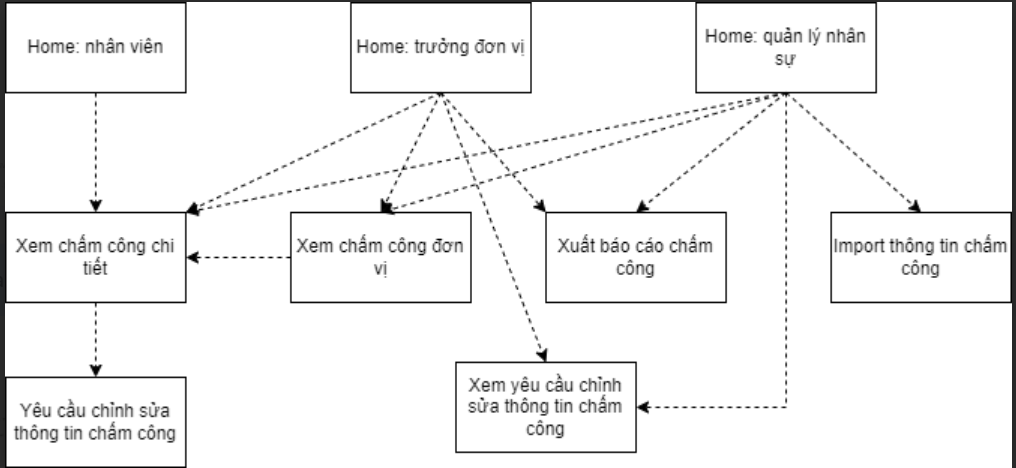 Home: nhân viên
Home: trưởng đơn vị
Home: quản lý nhân
sự
Xem chấm công chi
tiết
Xem chấm công đơn
vị
Xuất báo cáo chấm
công
Import thông tin chấm
công
Yêu cầu chỉnh sửa
thông tin chấm công
Xem yêu cầu chỉnh
sửa thông tin chấm
công